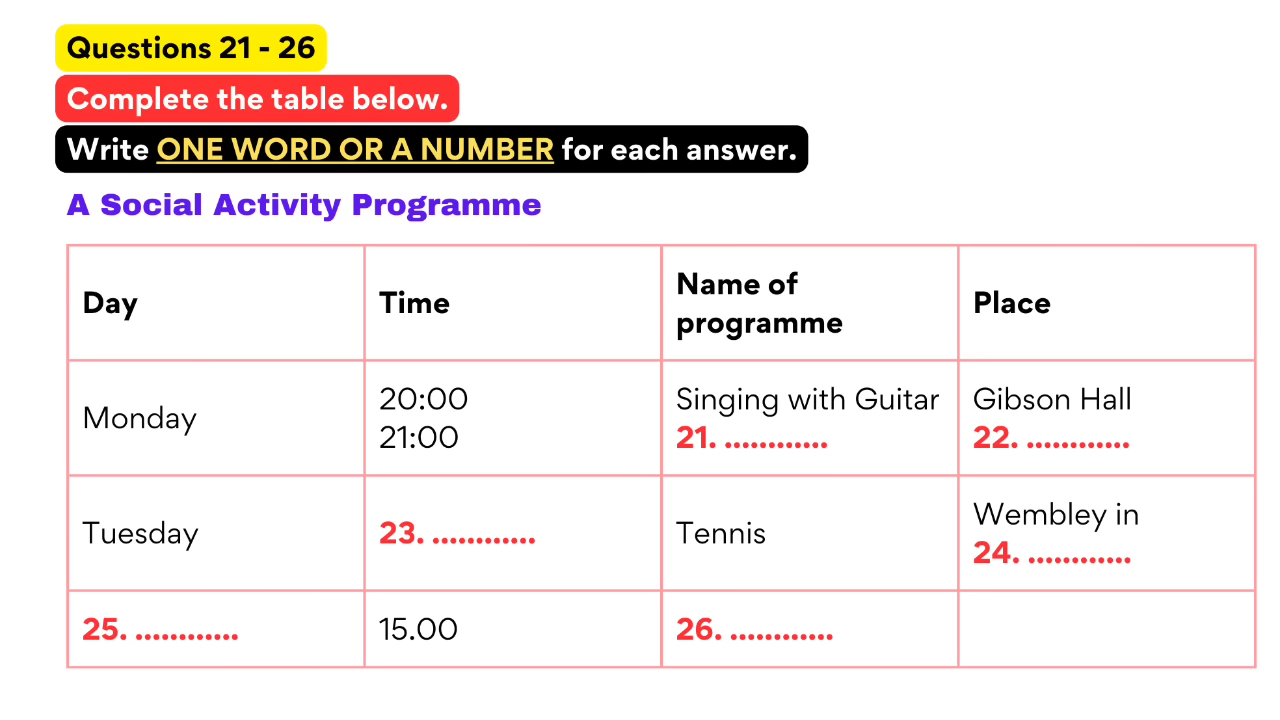 Questions 21 - 26
Complete the table below.
Write ONE WORD OR A NUMBER for each answer.
A Social Activity Programme
Day
Time
Name of
programme
Place
Monday
20:00
21:00
Singing with Guitar
21. ............
Gibson Hall
22. ............
Tuesday
23. ............
Tennis
Wembley in
24. ............
25. ............
15.00
26. ............